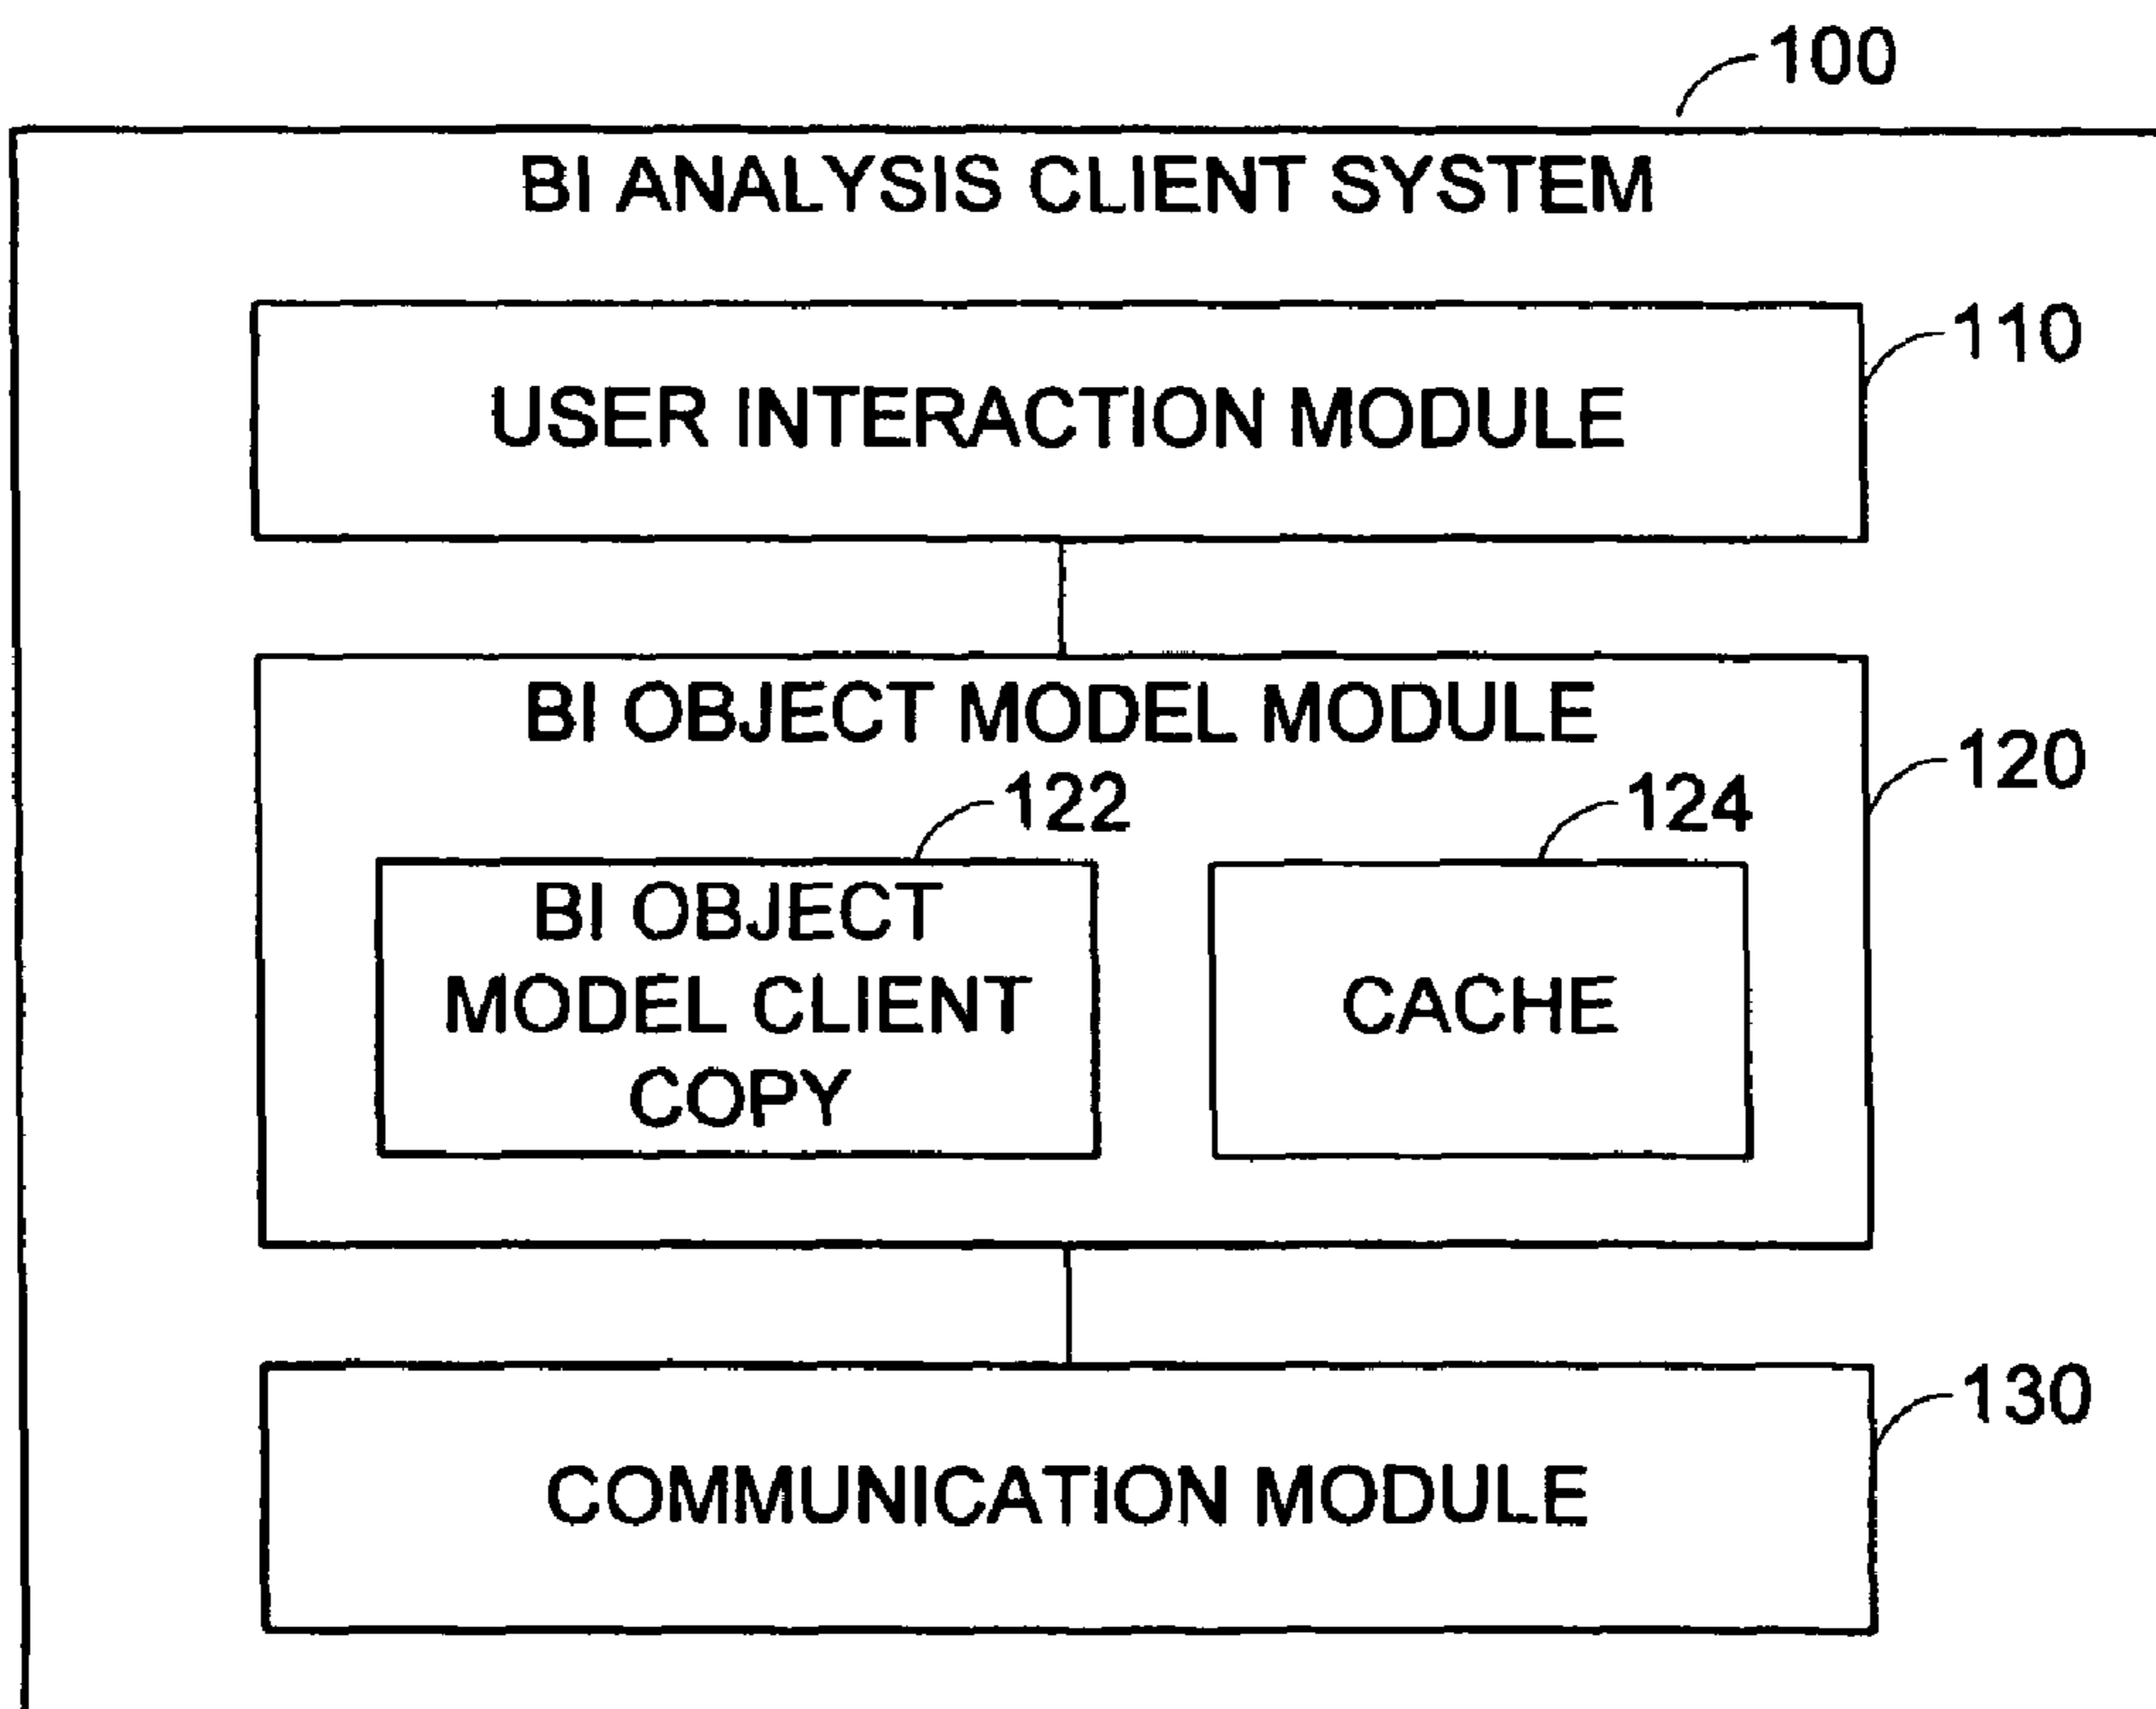 100
BI ANALYSIS CLIENT SYSTEM
110
USER INTERACTION MODULE
BI OBJECT MODEL MODULE
120
122
124
BI OBJECT
MODEL CLIENT
COPY
CACHE
130
COMMUNICATION MODULE